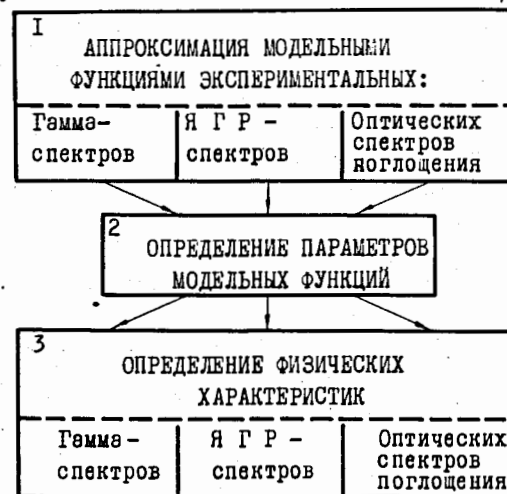 I
АППРОКСИМАЦИЯ МОДЕЛЬНЫМИ
ФУНКЦИЯМИ ЭКСПЕРИМЕНТАЛЬНЫХ:
Гамма-
спектров
Я Г Р -
спектров
Оптических
спектров
поглощения
2
ОПРЕДЕЛЕНИЕ ПАРАМЕТРОВ
МОДЕЛЬНЫХ ФУНКЦИЙ
3
ОПРЕДЕЛЕНИЕ ФИЗИЧЕСКИХ
ХАРАКТЕРИСТИК
Гамма-
спектров
Я Г Р -
спектров
Оптических
спектров
поглощения